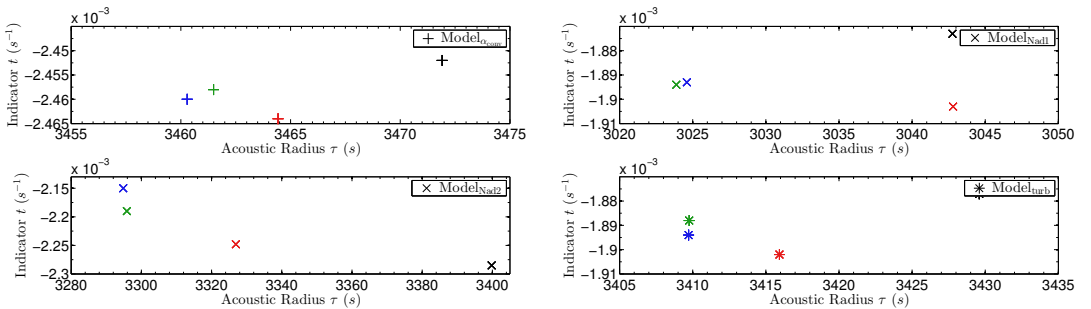 x 10⁻³
Indicator t (s⁻¹)
−2.45
−2.455
−2.46
−2.465
3455 3460 3465 3470 3475
Acoustic Radius τ (s)
Model_αconv
x 10⁻³
Indicator t (s⁻¹)
−1.88
−1.89
−1.9
−1.91
3020 3025 3030 3035 3040 3045 3050
Acoustic Radius τ (s)
Model_Nad1
x 10⁻³
Indicator t (s⁻¹)
−2.15
−2.2
−2.25
−2.3
3280 3300 3320 3340 3360 3380 3400
Acoustic Radius τ (s)
Model_Nad2
x 10⁻³
Indicator t (s⁻¹)
−1.88
−1.89
−1.9
−1.91
3405 3410 3415 3420 3425 3430 3435
Acoustic Radius τ (s)
Model_turb